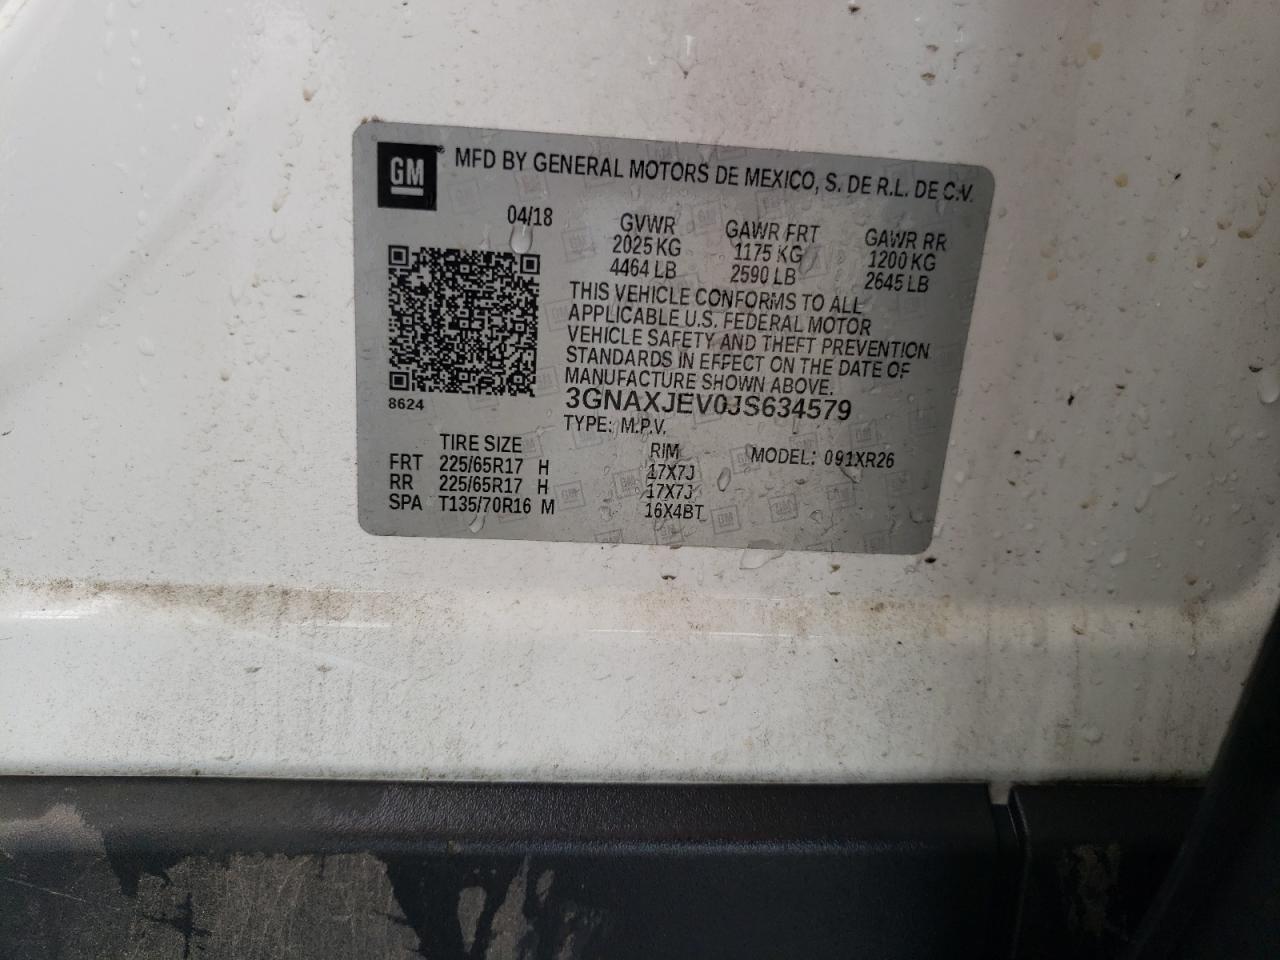 GM MFD BY GENERAL MOTORS DE MEXICO, S. DE R.L. DE C.V.
04/18 GVWR GAWR FRT GAWR RR
2025 KG 1175 KG 1200 KG
4464 LB 2590 LB 2645 LB
THIS VEHICLE CONFORMS TO ALL
APPLICABLE U.S. FEDERAL MOTOR
VEHICLE SAFETY AND THEFT PREVENTION
STANDARDS IN EFFECT ON THE DATE OF
MANUFACTURE SHOWN ABOVE.
8624 3GNAXJEV0JS634579
TYPE: M.P.V.
TIRE SIZE RIM MODEL: 091XR26
FRT 225/65R17 H 17X7J
RR 225/65R17 H 17X7J
SPA T135/70R16 M 16X4BT